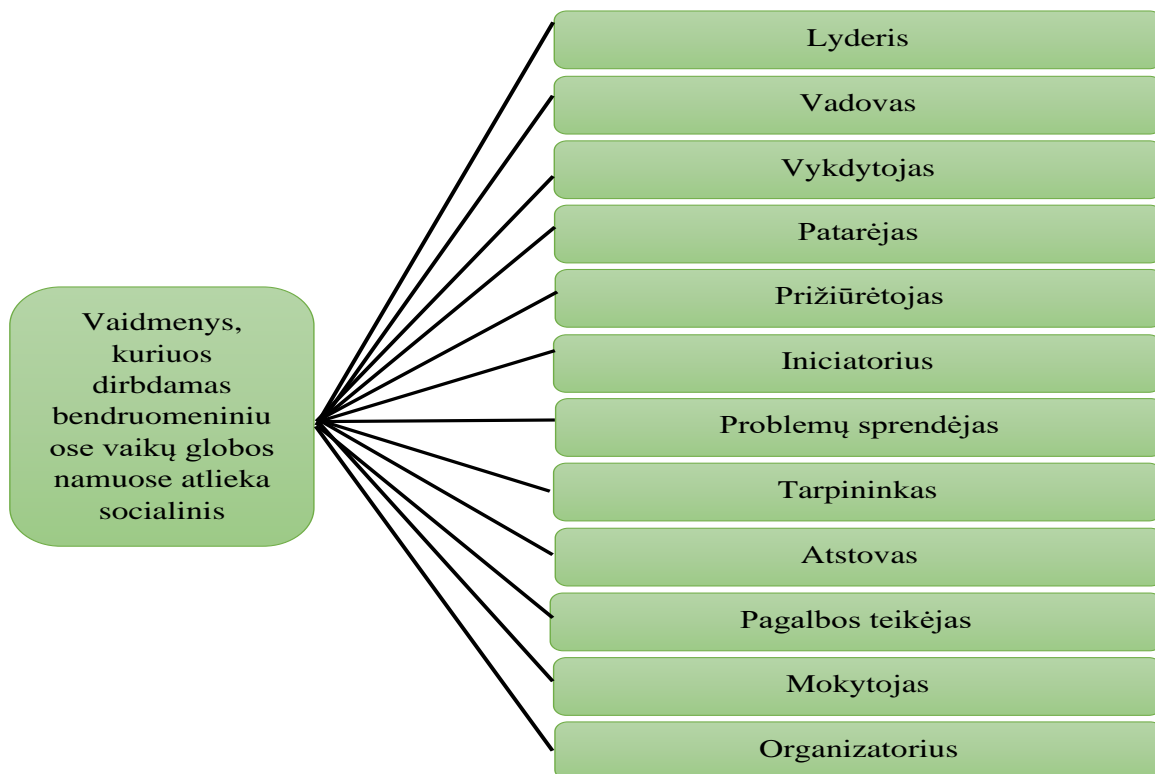 Lyderis
Vadovas
Vykdytojas
Patarėjas
Prižiūrėtojas
Vaidmenys,
kuriuos
dirbdamas
bendruomeniniu
ose vaikų globos
namuose atlieka
socialinis
Iniciatorius
Problemų sprendėjas
Tarpininkas
Atstovas
Pagalbos teikėjas
Mokytojas
Organizatorius